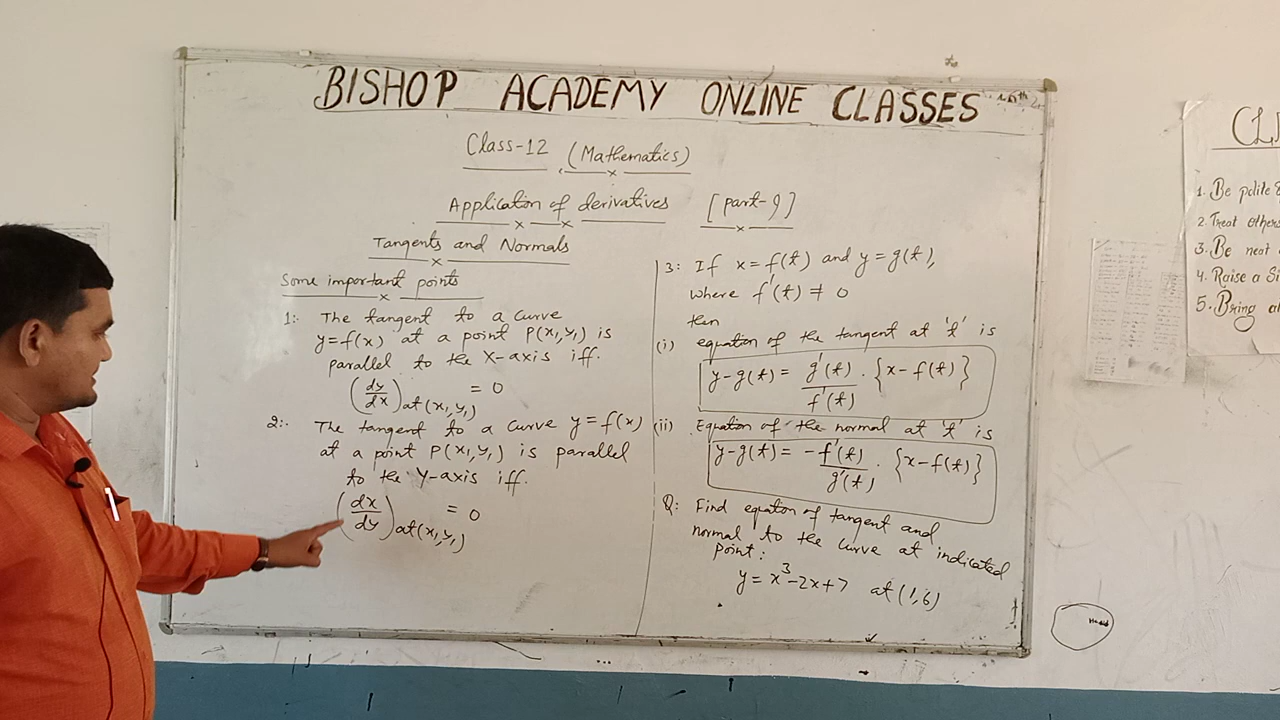 BISHOP ACADEMY ONLINE CLASSES
Class-12 (Mathematics)
Application of derivatives [part-9]
Tangents and Normals
Some important points
1:- The tangent to a curve
y=f(x) at a point P(x₁,y₁) is
parallel to the X-axis iff.
(dy/dx) at(x₁,y₁) = 0
2:- The tangent to a curve y=f(x)
at a point P(x₁,y₁) is parallel
to the Y-axis iff.
(dx/dy) at(x₁,y₁) = 0
3: If x=f(t) and y=g(t),
where f'(t) ≠ 0
then
(i) equation of the tangent at 't' is
y-g(t) = g'(t)/f'(t) . {x-f(t)}
(ii) Equation of the normal at 't' is
y-g(t) = -f'(t)/g'(t) . {x-f(t)}
Q: Find equation of tangent and
normal to the curve at indicated
point:
y = x³-2x+7 at (1,6)
1. Be polite
2. Treat others
3. Be neat
4. Raise a
5. Bring